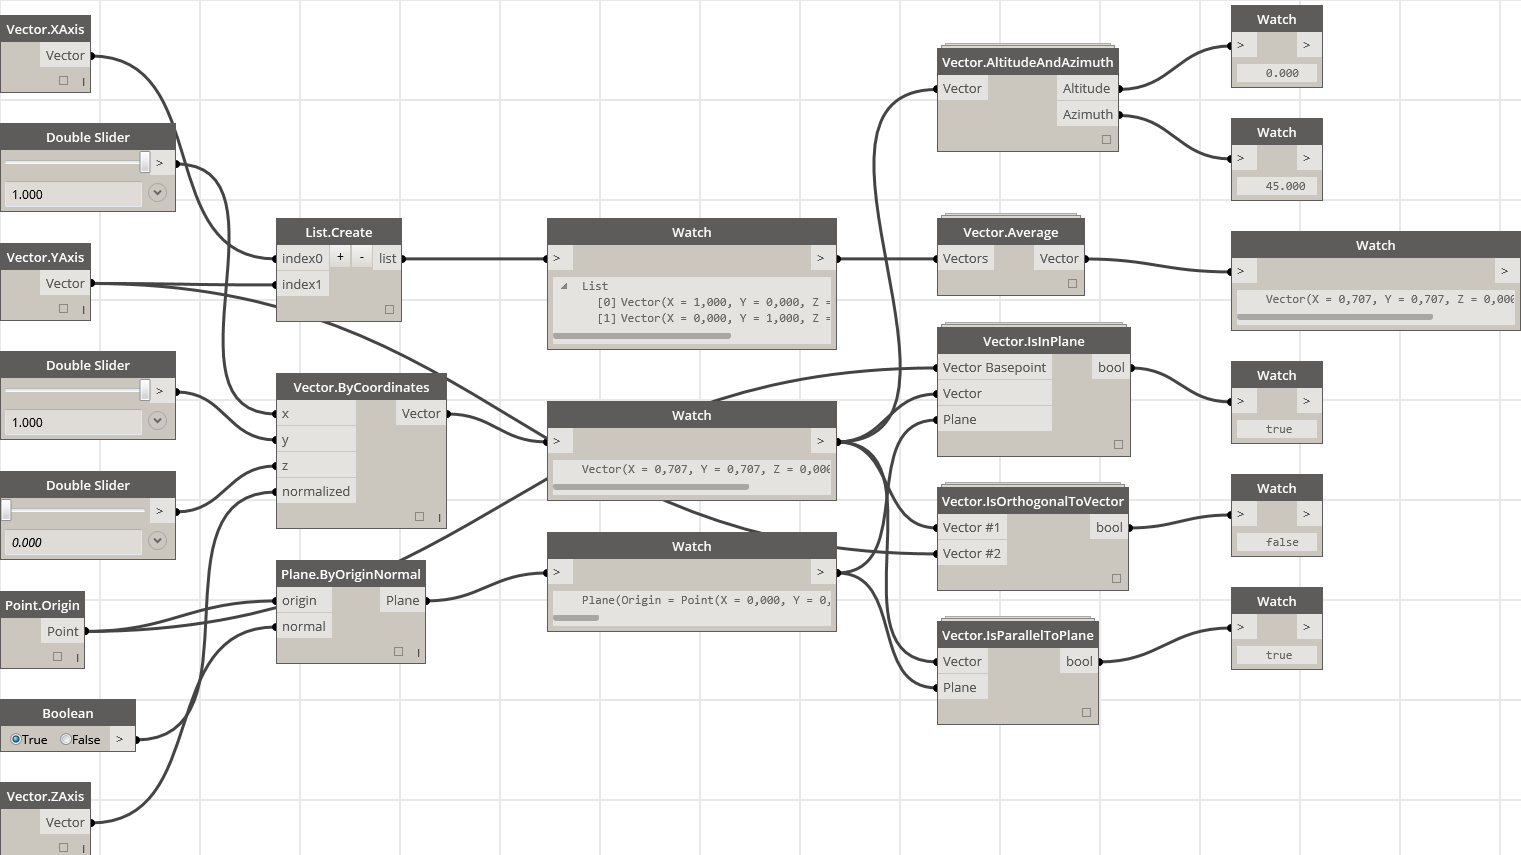 Vector.XAxis
Vector
Double Slider
>
1.000
Vector.YAxis
Vector
Double Slider
>
1.000
Double Slider
>
0.000
Point.Origin
Point
Boolean
True False >
Vector.ZAxis
Vector
List.Create
index0 + - list
index1
Vector.ByCoordinates
x Vector
y
z
normalized
Plane.ByOriginNormal
origin Plane
normal
Watch
> >
List
[0] Vector(X = 1,000, Y = 0,000, Z =
[1] Vector(X = 0,000, Y = 1,000, Z =
Watch
> >
Vector(X = 0,707, Y = 0,707, Z = 0,000
Watch
> >
Plane(Origin = Point(X = 0,000, Y = 0,
Vector.AltitudeAndAzimuth
Vector Altitude
Azimuth
Vector.Average
Vectors Vector
Vector.IsInPlane
Vector Basepoint bool
Vector
Plane
Vector.IsOrthogonalToVector
Vector #1 bool
Vector #2
Vector.IsParallelToPlane
Vector bool
Plane
Watch
> >
0.000
Watch
> >
45.000
Watch
> >
Vector(X = 0,707, Y = 0,707, Z = 0,000
Watch
> >
true
Watch
> >
false
Watch
> >
true